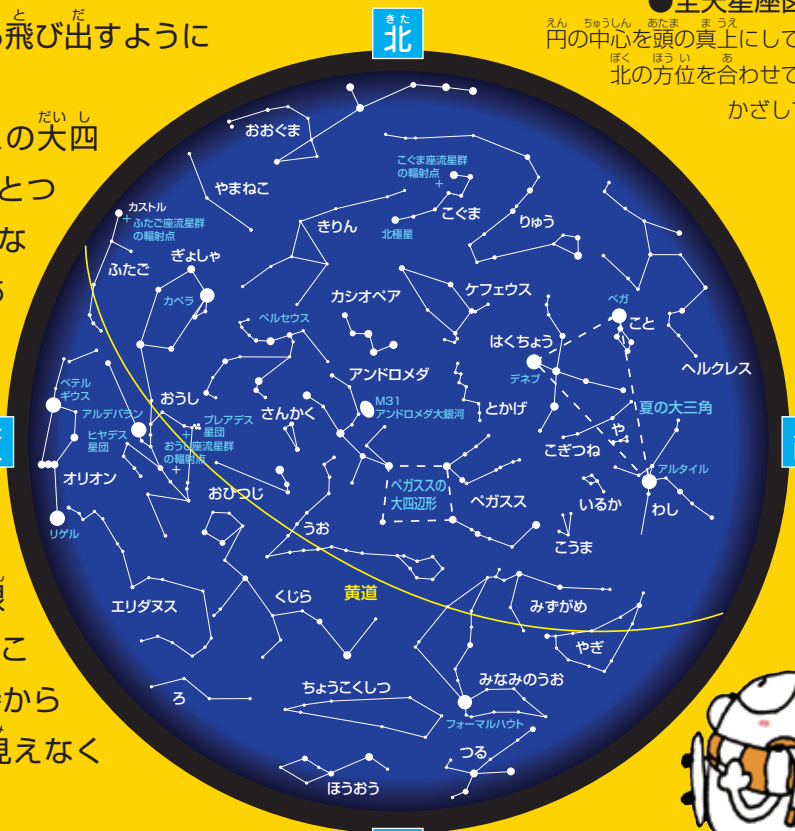 飛び出すように
の大四
とつ
な
北
●全天星座図
円の中心を頭の真上にして
北の方位を合わせて
かざして
おおぐま
やまねこ
カストル
ふたご座流星群
の輻射点
ふたご
ぎょしゃ
カペラ
きりん
こぐま座流星群
の輻射点
北極星
こぐま
りゅう
カシオペア
ケフェウス
ペルセウス
アンドロメダ
M31
アンドロメダ大銀河
はくちょう
デネブ
ベガ
こと
ヘルクレス
夏の大三角
とかげ
こぎつね
や
アルタイル
わし
いるか
こうま
ベテル
ギウス
アルデバラン
ヒヤデス
星団
おうし
プレアデス
星団
おうし座流星群
の輻射点
さんかく
おひつじ
オリオン
リゲル
ペガススの
大四辺形
ペガスス
うお
エリダヌス
くじら
黄道
みずがめ
やぎ
みなみのうお
フォーマルハウト
ろ
ちょうこくしつ
つる
ほうおう
こ
から
見えなく